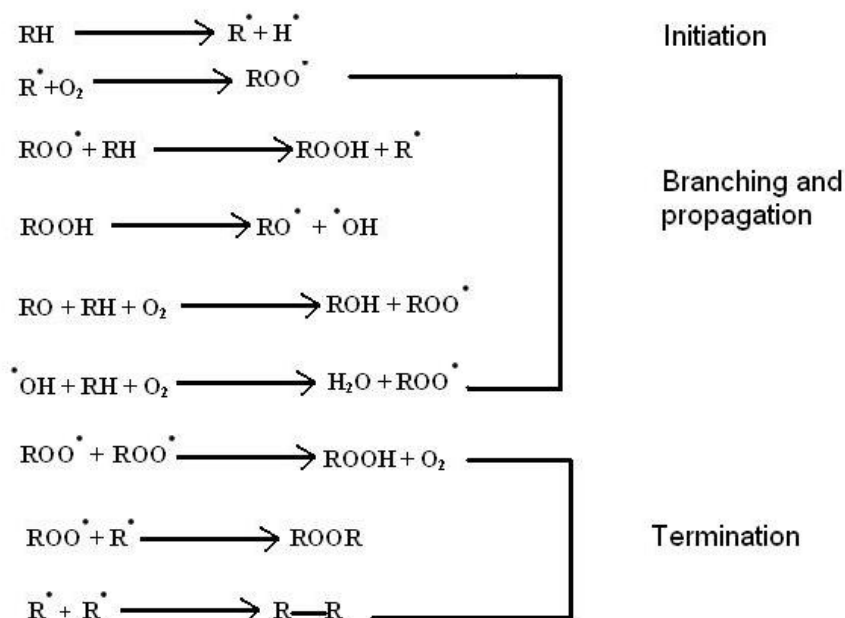 RH → R• + H• Initiation
R• + O₂ → ROO•
ROO• + RH → ROOH + R•
Branching and
propagation
ROOH → RO• + •OH
RO + RH + O₂ → ROH + ROO•
•OH + RH + O₂ → H₂O + ROO•
ROO• + ROO• → ROOH + O₂
ROO• + R• → ROOR Termination
R• + R• → R—R